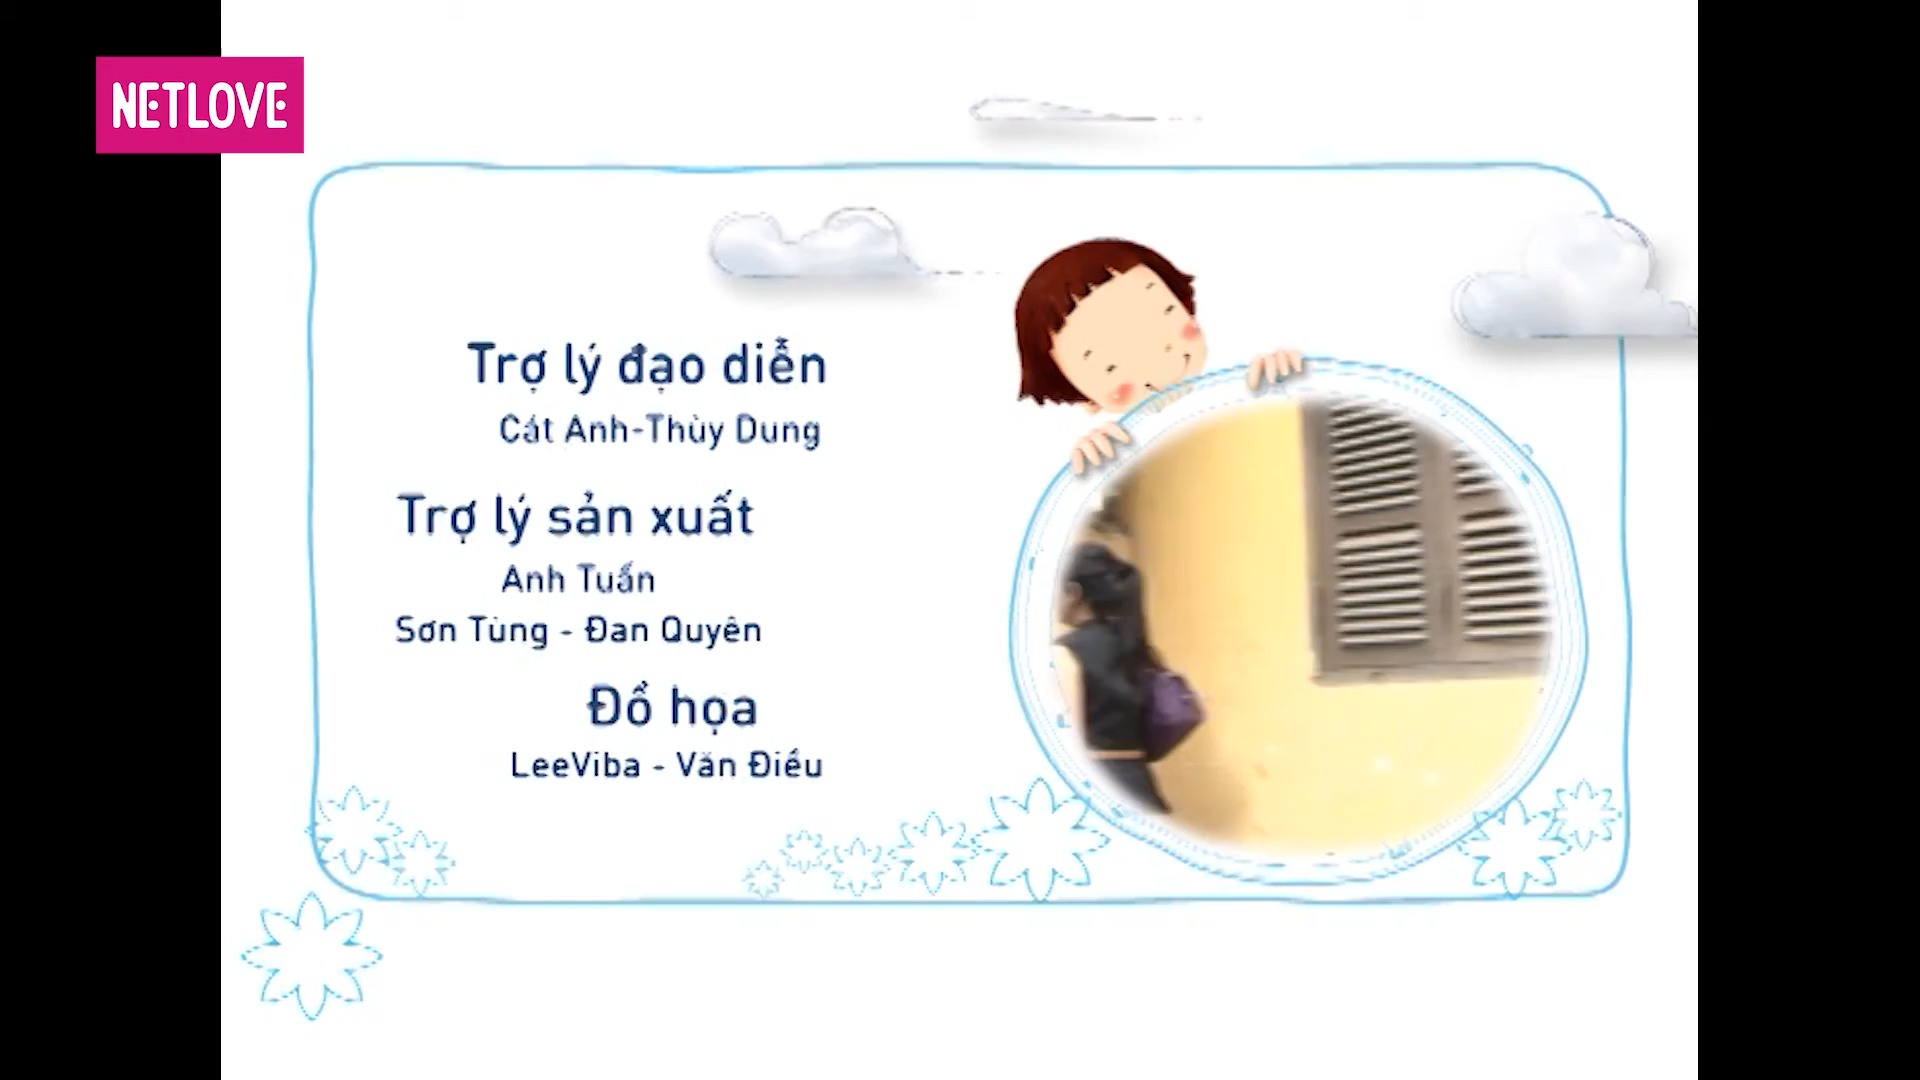 NETLOVE
Trợ lý đạo diễn
Cát Anh-Thùy Dung
Trợ lý sản xuất
Anh Tuấn
Sơn Tùng - Đan Quyên
Đồ họa
LeeViba - Văn Điều